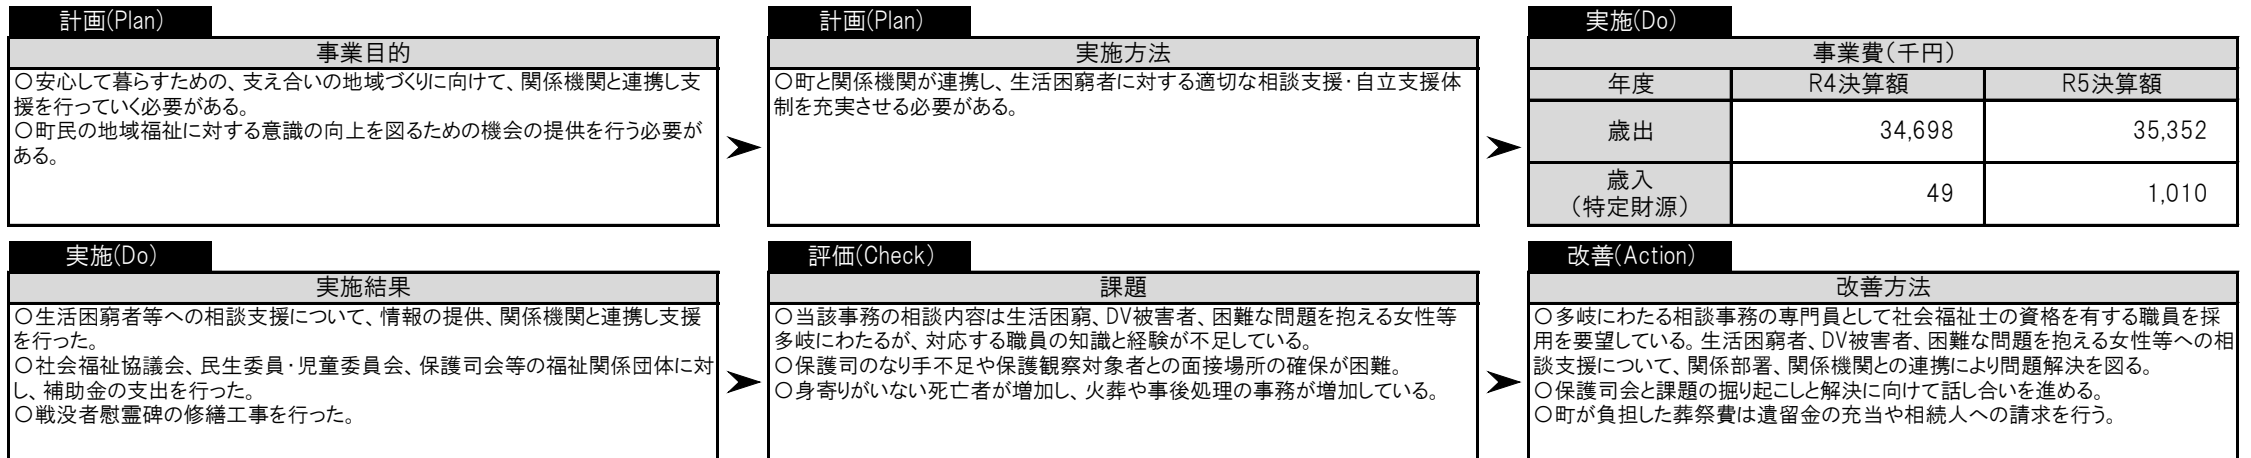 計画(Plan)
事業目的
○安心して暮らすための、支え合いの地域づくりに向けて、関係機関と連携し支
援を行っていく必要がある。
○町民の地域福祉に対する意識の向上を図るための機会の提供を行う必要が
ある。
計画(Plan)
実施方法
○町と関係機関が連携し、生活困窮者に対する適切な相談支援・自立支援体
制を充実させる必要がある。
実施(Do)
事業費（千円）
年度 R4決算額 R5決算額
歳出 34,698 35,352
歳入
（特定財源） 49 1,010
実施(Do)
実施結果
○生活困窮者等への相談支援について、情報の提供、関係機関と連携し支援
を行った。
○社会福祉協議会、民生委員・児童委員会、保護司会等の福祉関係団体に対
し、補助金の支出を行った。
○戦没者慰霊碑の修繕工事を行った。
評価(Check)
課題
○当該事務の相談内容は生活困窮、DV被害者、困難な問題を抱える女性等
多岐にわたるが、対応する職員の知識と経験が不足している。
○保護司のなり手不足や保護観察対象者との面接場所の確保が困難。
○身寄りがいない死亡者が増加し、火葬や事後処理の事務が増加している。
改善(Action)
改善方法
○多岐にわたる相談事務の専門員として社会福祉士の資格を有する職員を採
用を要望している。生活困窮者、DV被害者、困難な問題を抱える女性等への相
談支援について、関係部署、関係機関との連携により問題解決を図る。
○保護司会と課題の掘り起こしと解決に向けて話し合いを進める。
○町が負担した葬祭費は遺留金の充当や相続人への請求を行う。